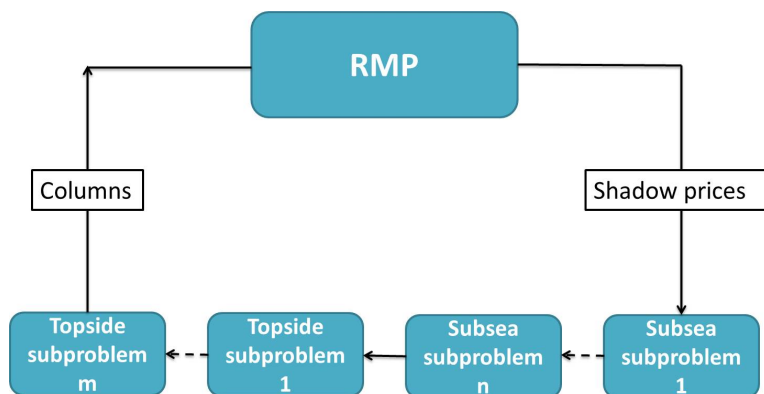 RMP
Columns
Shadow prices
Topside
subproblem
m
Topside
subproblem
1
Subsea
subproblem
n
Subsea
subproblem
1